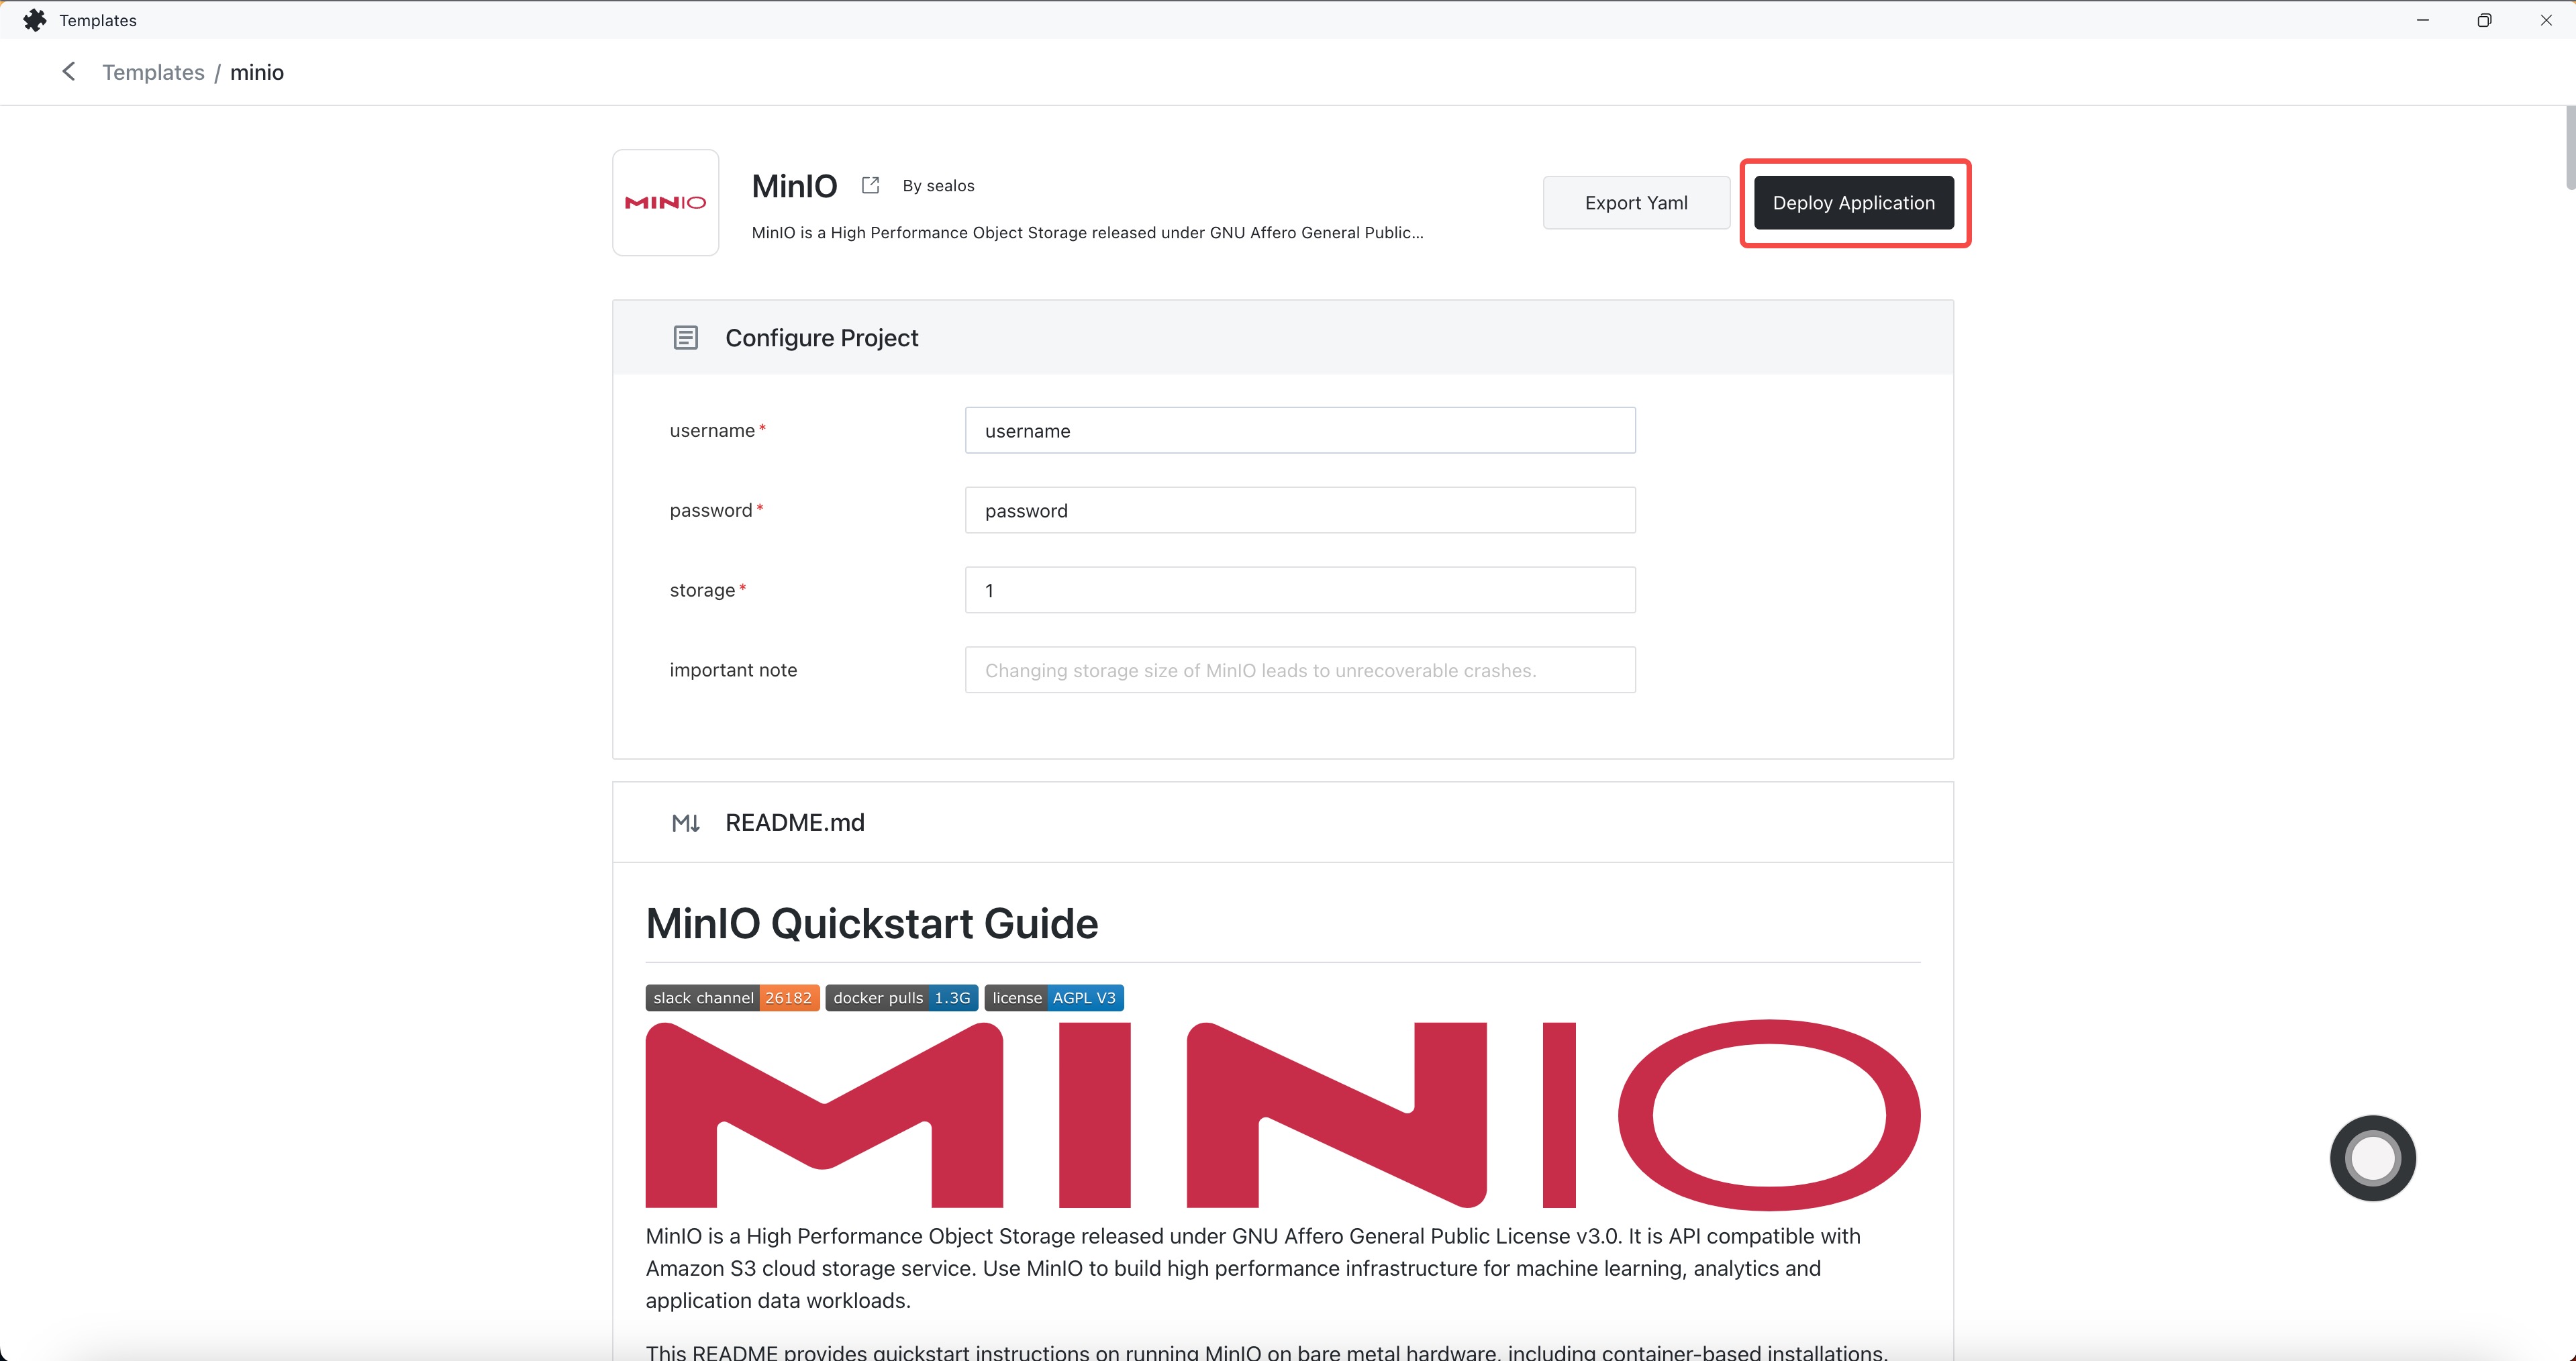 Templates
Templates / minio
MINIO
MinIO
By sealos
MinIO is a High Performance Object Storage released under GNU Affero General Public...
Export Yaml
Deploy Application
Configure Project
username*
username
password*
password
storage*
1
important note
Changing storage size of MinIO leads to unrecoverable crashes.
README.md
MinIO Quickstart Guide
slack channel 26182 docker pulls 1.3G license AGPL V3
MINIO
MinIO is a High Performance Object Storage released under GNU Affero General Public License v3.0. It is API compatible with
Amazon S3 cloud storage service. Use MinIO to build high performance infrastructure for machine learning, analytics and
application data workloads.
This README provides quickstart instructions on running MinIO on bare metal hardware, including container-based installations.